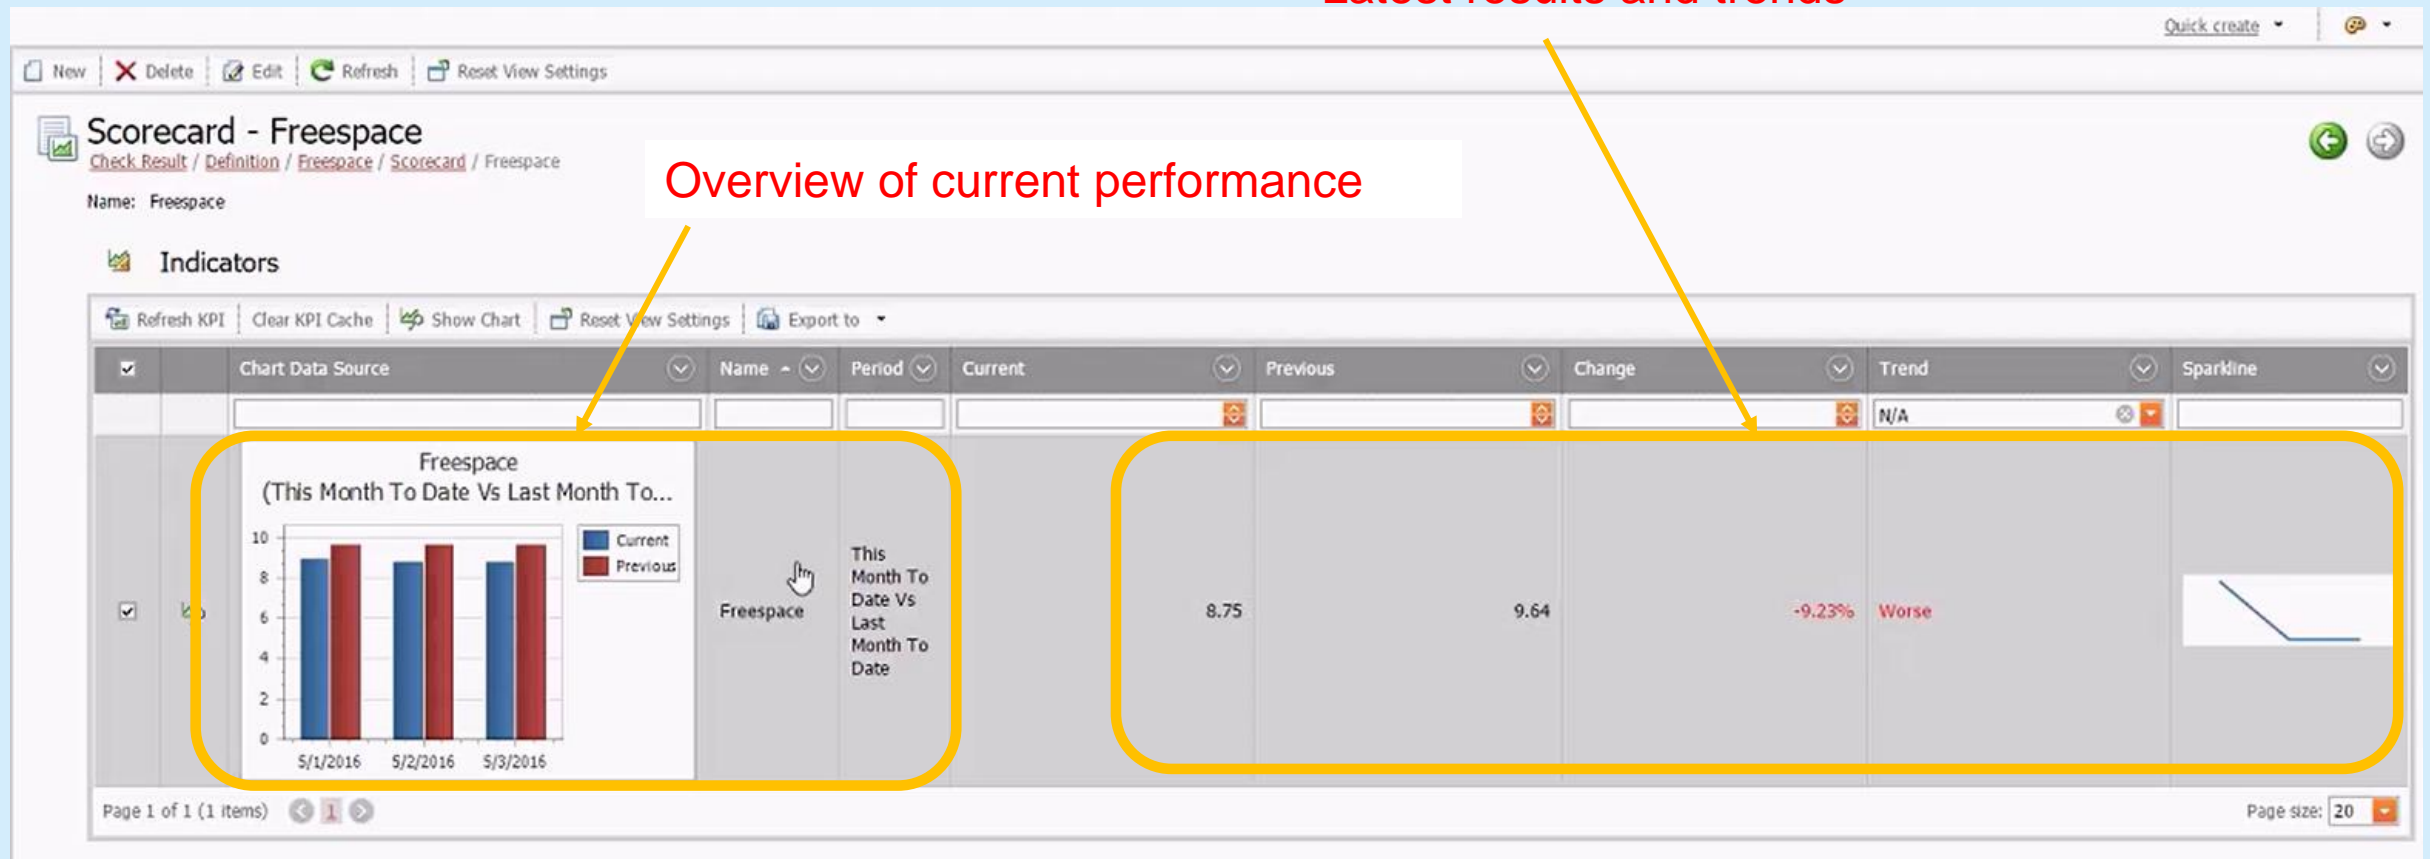 Latest results and trends
Quick create
New Delete Edit Refresh Reset View Settings
Scorecard - Freespace
Check Result / Definition / Freespace / Scorecard / Freespace
Overview of current performance
Name: Freespace
Indicators
Refresh KPI Clear KPI Cache Show Chart Reset View Settings Export to
Chart Data Source Name Period Current Previous Change Trend Sparkline
N/A
Freespace
(This Month To Date Vs Last Month To...
10
8
6
4
2
0
Current
Previous
5/1/2016 5/2/2016 5/3/2016
Freespace
This
Month To
Date Vs
Last
Month To
Date
8.75 9.64 -9.23% Worse
Page 1 of 1 (1 items) 1
Page size: 20